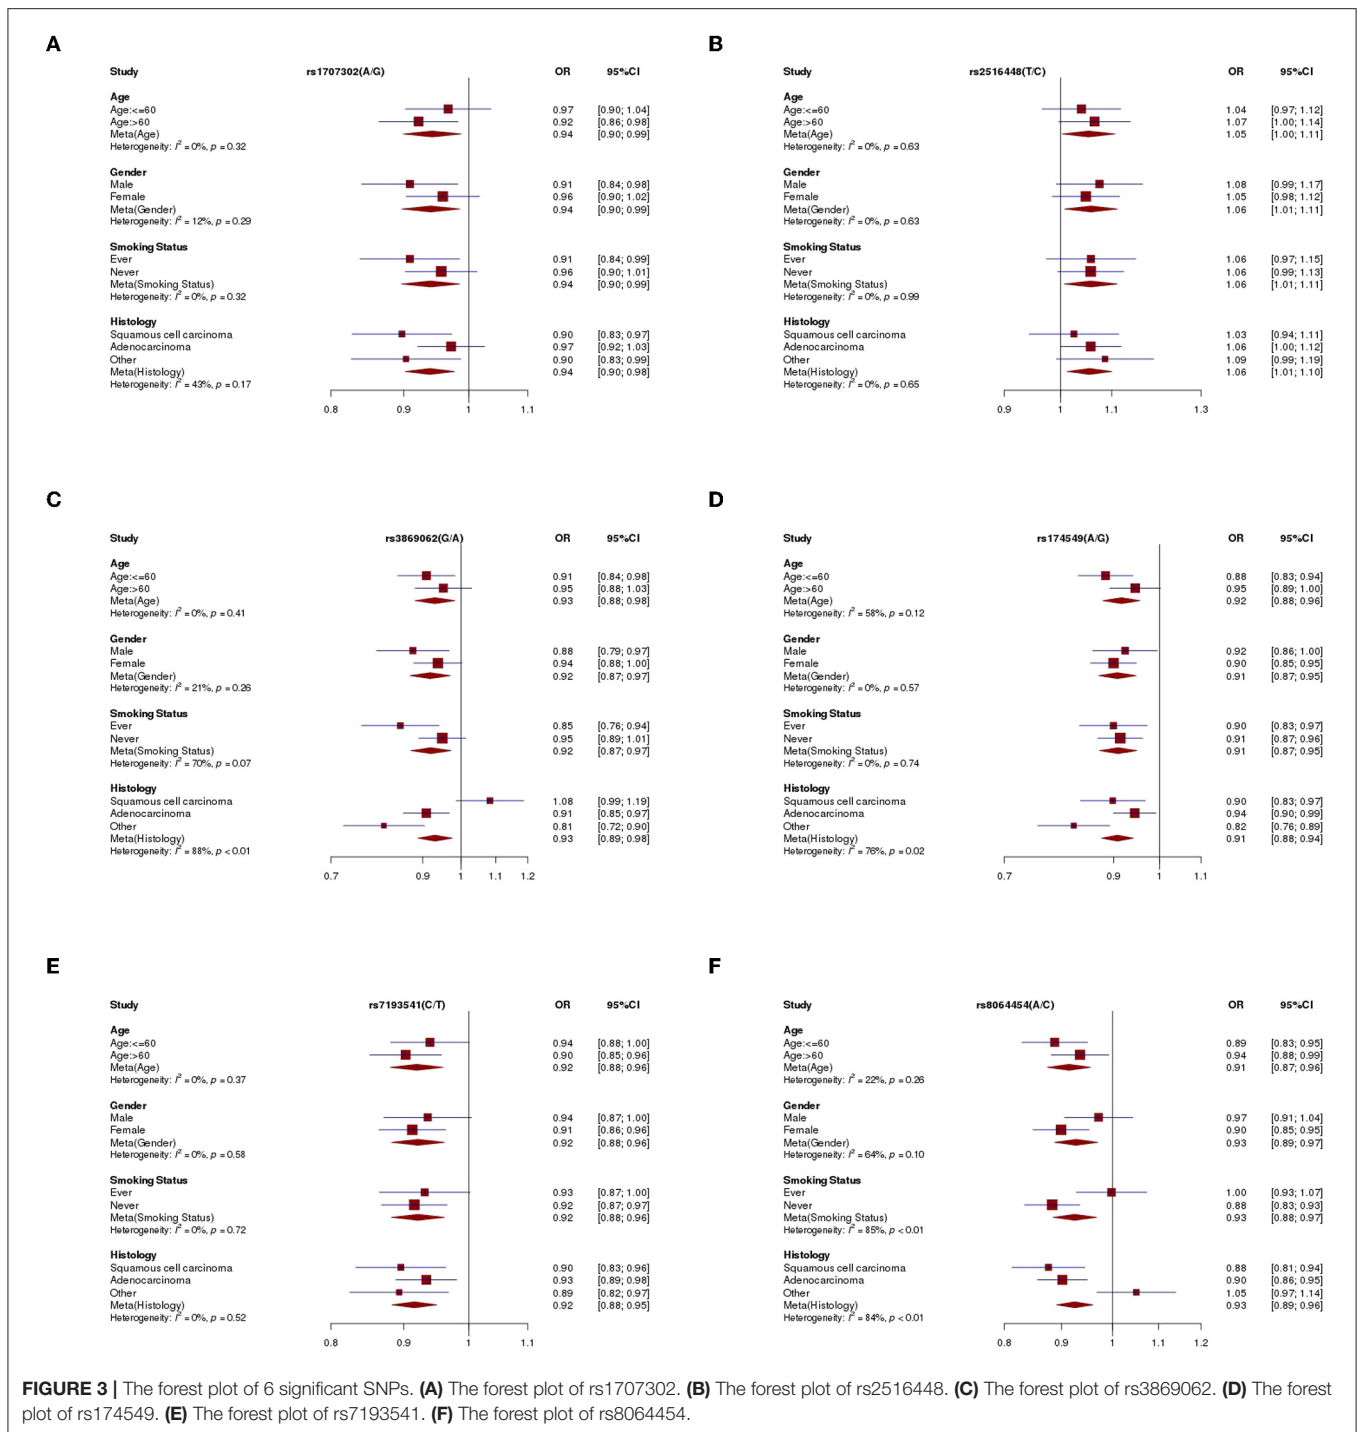 A
Study rs1707302(A/G) OR 95%CI
Age
Age:<=60 0.97 [0.90; 1.04]
Age:>60 0.92 [0.86; 0.98]
Meta(Age) 0.94 [0.90; 0.99]
Heterogeneity: I² = 0%, p = 0.32
Gender
Male 0.91 [0.84; 0.98]
Female 0.96 [0.90; 1.02]
Meta(Gender) 0.94 [0.90; 0.99]
Heterogeneity: I² = 12%, p = 0.29
Smoking Status
Ever 0.91 [0.84; 0.99]
Never 0.96 [0.90; 1.01]
Meta(Smoking Status) 0.94 [0.90; 0.99]
Heterogeneity: I² = 0%, p = 0.32
Histology
Squamous cell carcinoma 0.90 [0.83; 0.97]
Adenocarcinoma 0.97 [0.92; 1.03]
Other 0.90 [0.83; 0.99]
Meta(Histology) 0.94 [0.90; 0.98]
Heterogeneity: I² = 43%, p = 0.17
0.8 0.9 1 1.1
B
Study rs2516448(T/C) OR 95%CI
Age
Age:<=60 1.04 [0.97; 1.12]
Age:>60 1.07 [1.00; 1.14]
Meta(Age) 1.05 [1.00; 1.11]
Heterogeneity: I² = 0%, p = 0.63
Gender
Male 1.08 [0.99; 1.17]
Female 1.05 [0.98; 1.12]
Meta(Gender) 1.06 [1.01; 1.11]
Heterogeneity: I² = 0%, p = 0.63
Smoking Status
Ever 1.06 [0.97; 1.15]
Never 1.06 [0.99; 1.13]
Meta(Smoking Status) 1.06 [1.01; 1.11]
Heterogeneity: I² = 0%, p = 0.99
Histology
Squamous cell carcinoma 1.03 [0.94; 1.11]
Adenocarcinoma 1.06 [1.00; 1.12]
Other 1.09 [0.99; 1.19]
Meta(Histology) 1.06 [1.01; 1.10]
Heterogeneity: I² = 0%, p = 0.65
0.9 1 1.1 1.3
C
Study rs3869062(G/A) OR 95%CI
Age
Age:<=60 0.91 [0.84; 0.98]
Age:>60 0.95 [0.88; 1.03]
Meta(Age) 0.93 [0.88; 0.98]
Heterogeneity: I² = 0%, p = 0.41
Gender
Male 0.88 [0.79; 0.97]
Female 0.94 [0.88; 1.00]
Meta(Gender) 0.92 [0.87; 0.97]
Heterogeneity: I² = 21%, p = 0.26
Smoking Status
Ever 0.85 [0.76; 0.94]
Never 0.95 [0.89; 1.01]
Meta(Smoking Status) 0.92 [0.87; 0.97]
Heterogeneity: I² = 70%, p = 0.07
Histology
Squamous cell carcinoma 1.08 [0.99; 1.19]
Adenocarcinoma 0.91 [0.85; 0.97]
Other 0.81 [0.72; 0.90]
Meta(Histology) 0.93 [0.89; 0.98]
Heterogeneity: I² = 88%, p < 0.01
0.7 0.9 1 1.1 1.2
D
Study rs174549(A/G) OR 95%CI
Age
Age:<=60 0.88 [0.83; 0.94]
Age:>60 0.95 [0.89; 1.00]
Meta(Age) 0.92 [0.88; 0.96]
Heterogeneity: I² = 58%, p = 0.12
Gender
Male 0.92 [0.86; 1.00]
Female 0.90 [0.85; 0.95]
Meta(Gender) 0.91 [0.87; 0.95]
Heterogeneity: I² = 0%, p = 0.57
Smoking Status
Ever 0.90 [0.83; 0.97]
Never 0.91 [0.87; 0.96]
Meta(Smoking Status) 0.91 [0.87; 0.95]
Heterogeneity: I² = 0%, p = 0.74
Histology
Squamous cell carcinoma 0.90 [0.83; 0.97]
Adenocarcinoma 0.94 [0.90; 0.99]
Other 0.82 [0.76; 0.89]
Meta(Histology) 0.91 [0.88; 0.94]
Heterogeneity: I² = 76%, p = 0.02
0.7 0.9 1 1.1
E
Study rs7193541(C/T) OR 95%CI
Age
Age:<=60 0.94 [0.88; 1.00]
Age:>60 0.90 [0.85; 0.96]
Meta(Age) 0.92 [0.88; 0.96]
Heterogeneity: I² = 0%, p = 0.37
Gender
Male 0.94 [0.87; 1.00]
Female 0.91 [0.86; 0.96]
Meta(Gender) 0.92 [0.88; 0.96]
Heterogeneity: I² = 0%, p = 0.58
Smoking Status
Ever 0.93 [0.87; 1.00]
Never 0.92 [0.87; 0.97]
Meta(Smoking Status) 0.92 [0.88; 0.96]
Heterogeneity: I² = 0%, p = 0.72
Histology
Squamous cell carcinoma 0.90 [0.83; 0.96]
Adenocarcinoma 0.93 [0.89; 0.98]
Other 0.89 [0.82; 0.97]
Meta(Histology) 0.92 [0.88; 0.95]
Heterogeneity: I² = 0%, p = 0.52
0.8 0.9 1 1.1
F
Study rs8064454(A/C) OR 95%CI
Age
Age:<=60 0.89 [0.83; 0.95]
Age:>60 0.94 [0.88; 0.99]
Meta(Age) 0.91 [0.87; 0.96]
Heterogeneity: I² = 22%, p = 0.26
Gender
Male 0.97 [0.91; 1.04]
Female 0.90 [0.85; 0.95]
Meta(Gender) 0.93 [0.89; 0.97]
Heterogeneity: I² = 64%, p = 0.10
Smoking Status
Ever 1.00 [0.93; 1.07]
Never 0.88 [0.83; 0.93]
Meta(Smoking Status) 0.93 [0.88; 0.97]
Heterogeneity: I² = 85%, p < 0.01
Histology
Squamous cell carcinoma 0.88 [0.81; 0.94]
Adenocarcinoma 0.90 [0.86; 0.95]
Other 1.05 [0.97; 1.14]
Meta(Histology) 0.93 [0.89; 0.96]
Heterogeneity: I² = 84%, p < 0.01
0.8 0.9 1 1.1 1.2
FIGURE 3 | The forest plot of 6 significant SNPs. (A) The forest plot of rs1707302. (B) The forest plot of rs2516448. (C) The forest plot of rs3869062. (D) The forest
plot of rs174549. (E) The forest plot of rs7193541. (F) The forest plot of rs8064454.